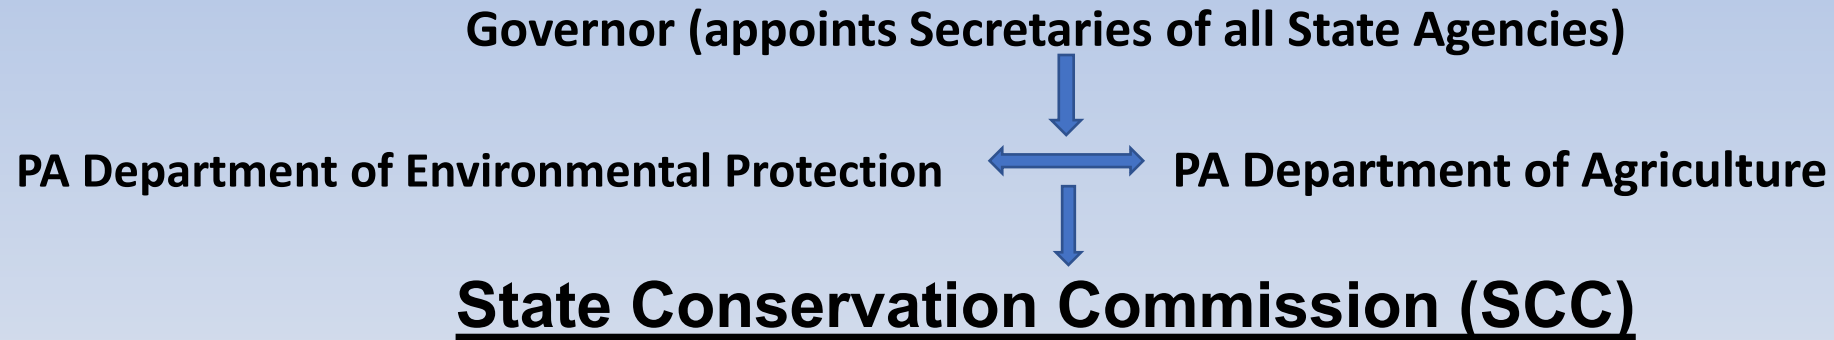 Governor (appoints Secretaries of all State Agencies)
PA Department of Environmental Protection PA Department of Agriculture
State Conservation Commission (SCC)